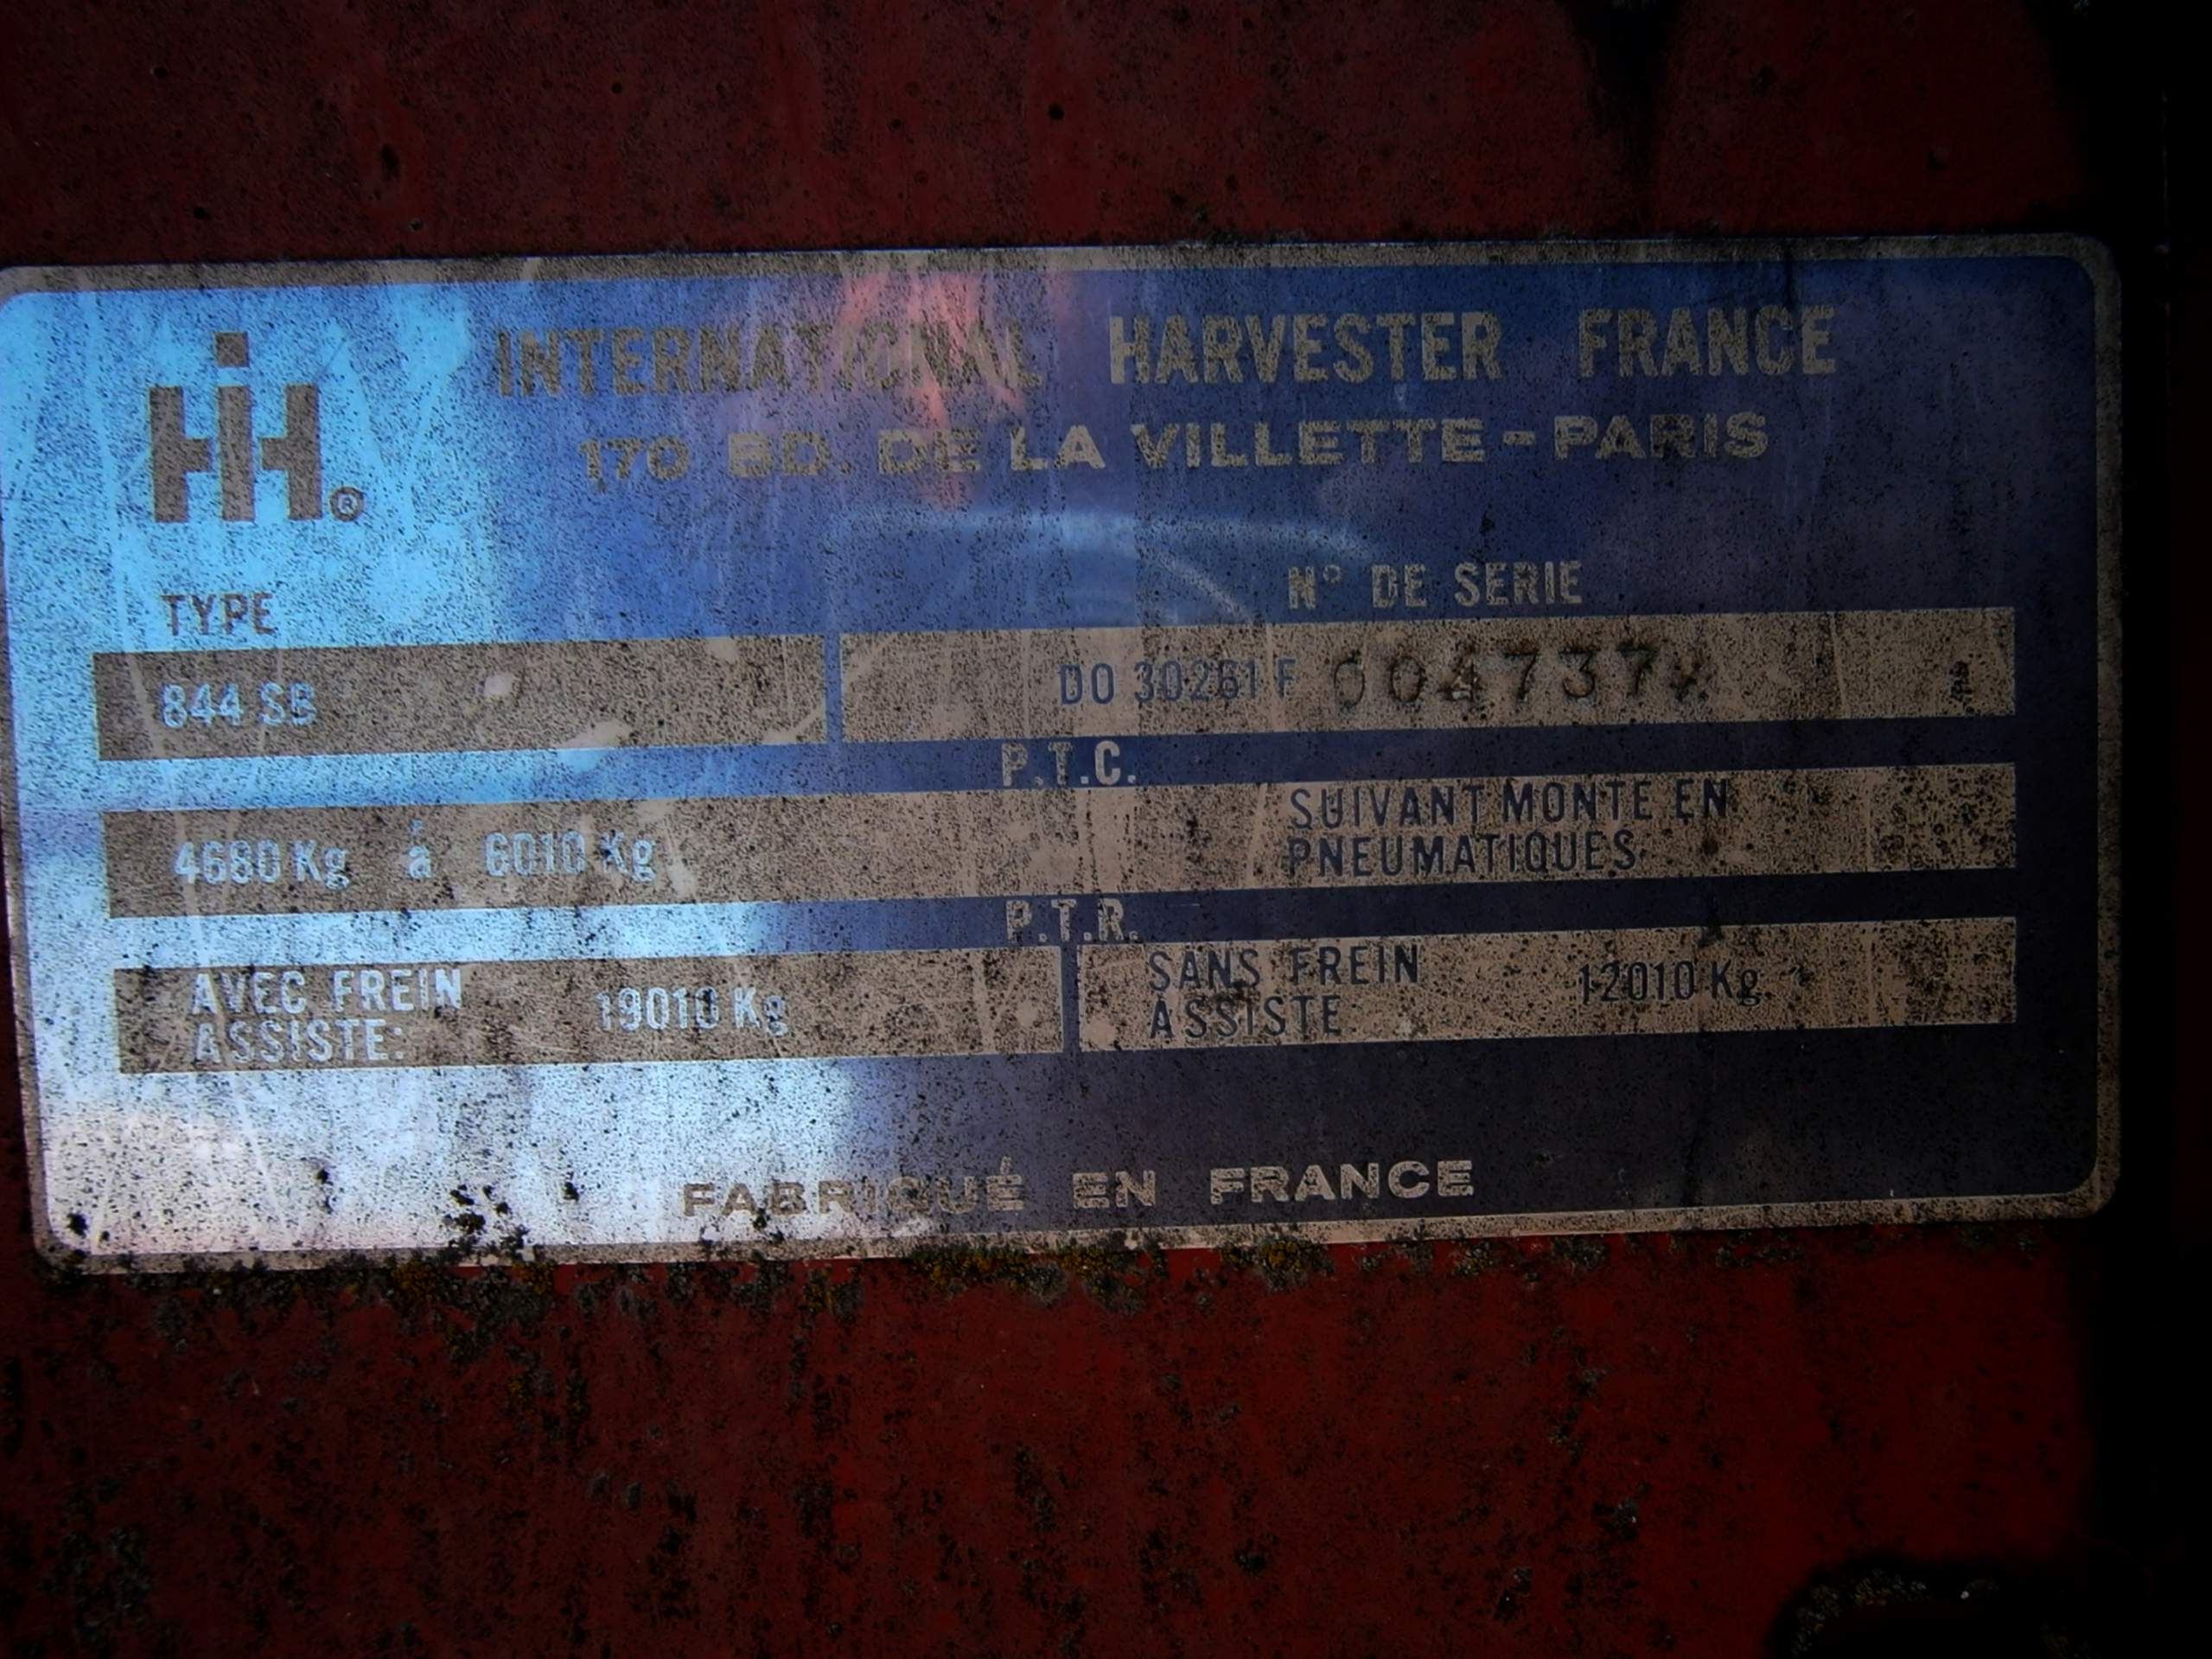 IH®
INTERNATIONAL HARVESTER FRANCE
170 BD. DE LA VILLETTE - PARIS
TYPE
N° DE SERIE
844 SB
DO 30261 F 004737X
P.T.C.
4680 Kg à 6010 Kg
SUIVANT MONTE EN
PNEUMATIQUES
P.T.R.
AVEC FREIN
ASSISTE: 19010 Kg
SANS FREIN
ASSISTE 12010 Kg
FABRIQUÉ EN FRANCE